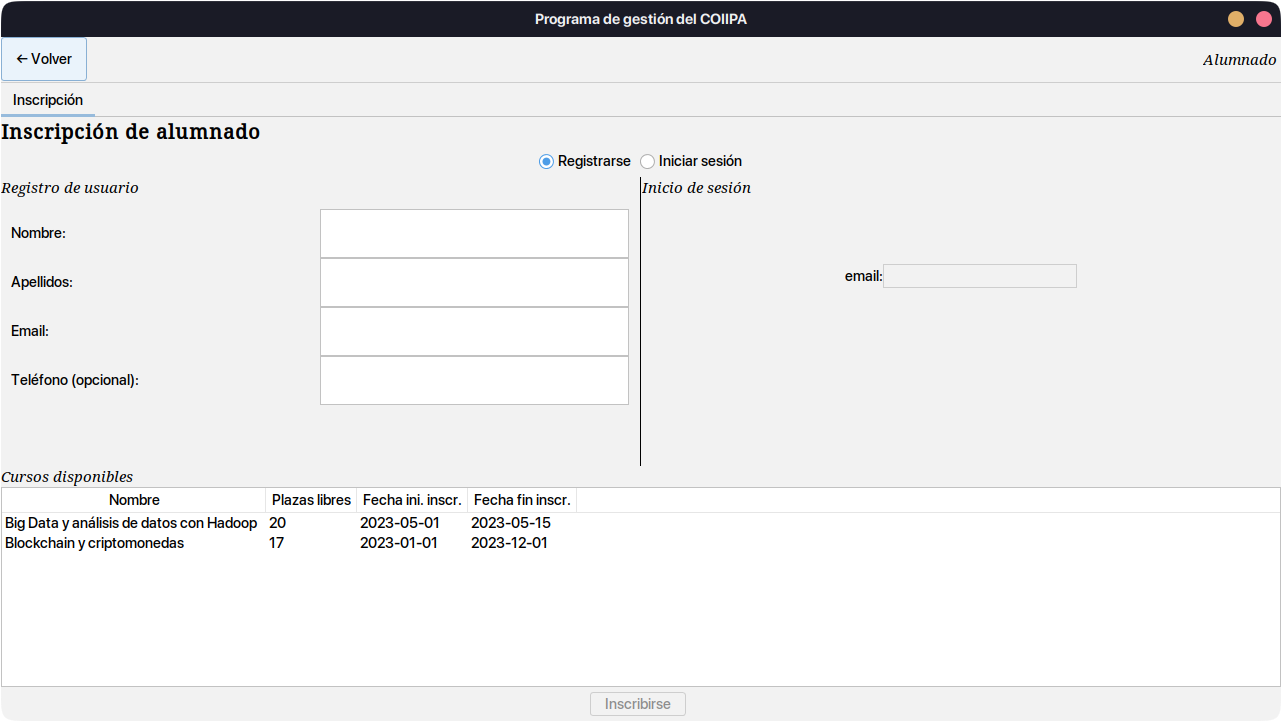 Programa de gestión del COIIPA
← Volver
Alumnado
Inscripción
Inscripción de alumnado
Registrarse Iniciar sesión
Registro de usuario
Inicio de sesión
Nombre:
Apellidos:
Email:
Teléfono (opcional):
email:
Cursos disponibles
Nombre Plazas libres Fecha ini. inscr. Fecha fin inscr.
Big Data y análisis de datos con Hadoop 20 2023-05-01 2023-05-15
Blockchain y criptomonedas 17 2023-01-01 2023-12-01
Inscribirse